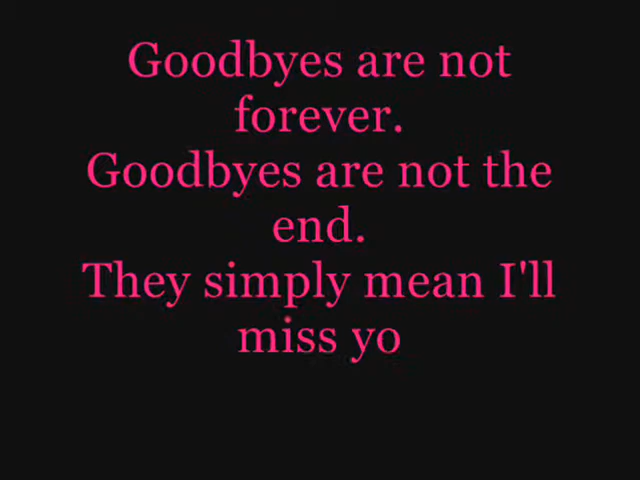 Goodbyes are not
forever.
Goodbyes are not the
end.
They simply mean I'll
miss yo